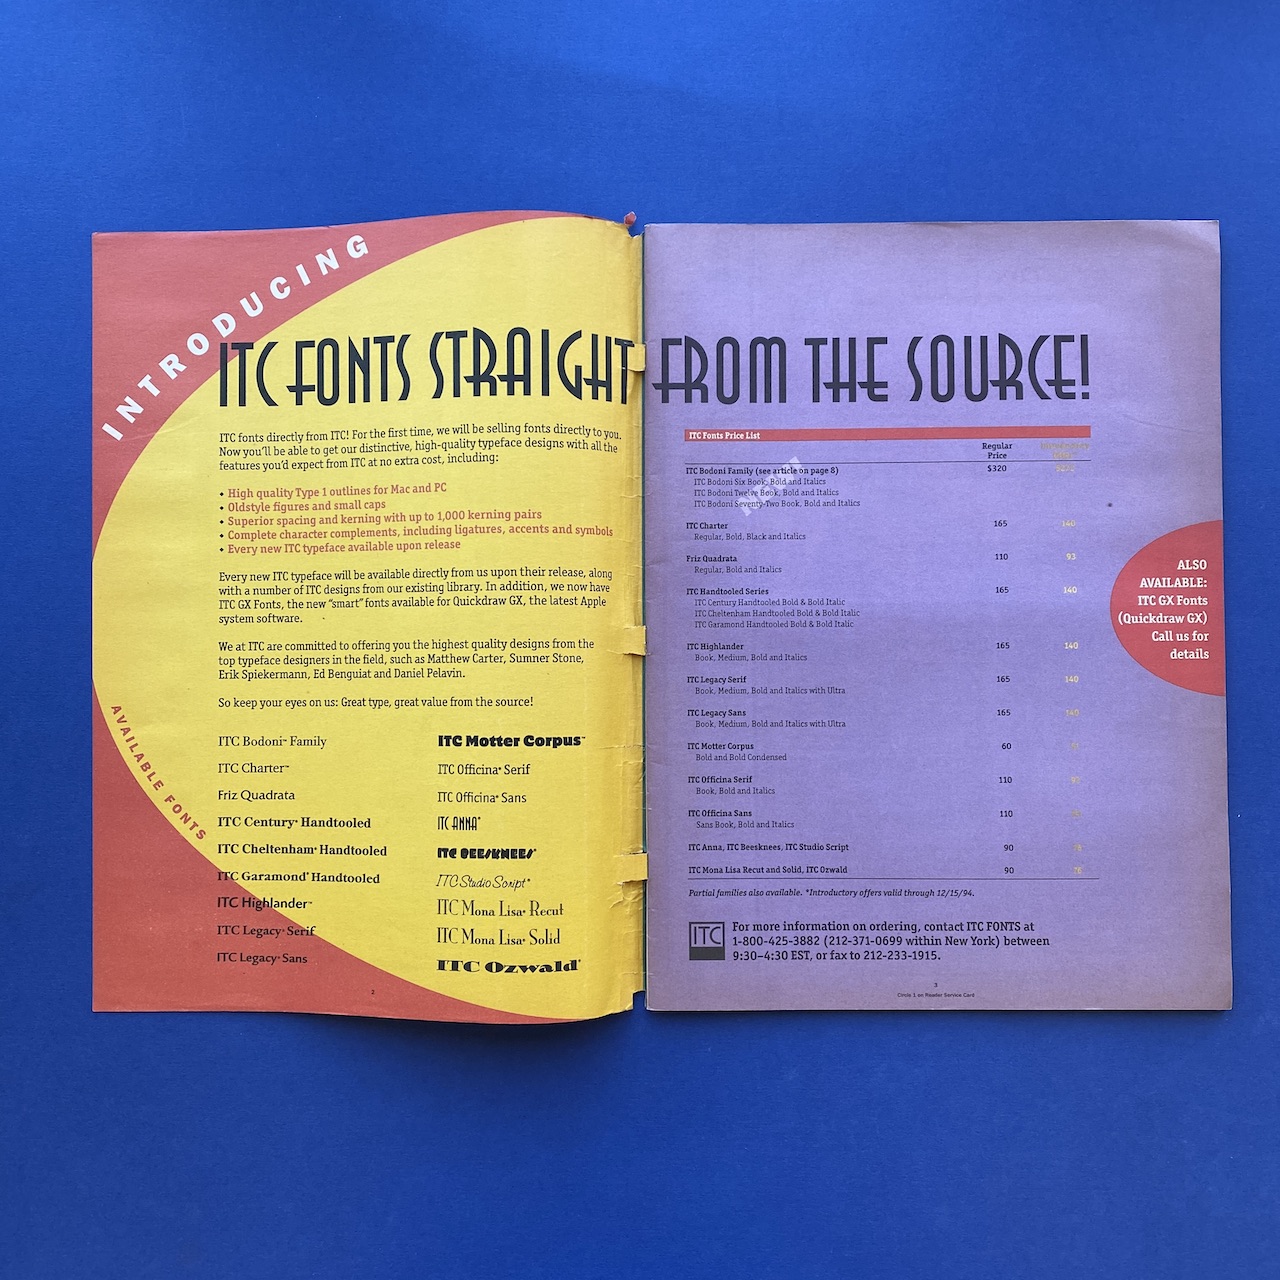 INTRODUCING
ITC FONTS STRAIGHT FROM THE SOURCE!
ITC fonts directly from ITC! For the first time, we will be selling fonts directly to you.
Now you'll be able to get our distinctive, high-quality typeface designs with all the
features you'd expect from ITC at no extra cost, including:
• High quality Type 1 outlines for Mac and PC
• Oldstyle figures and small caps
• Superior spacing and kerning with up to 1,000 kerning pairs
• Complete character complements, including ligatures, accents and symbols
• Every new ITC typeface available upon release
Every new ITC typeface will be available directly from us upon their release, along
with a number of ITC designs from our existing library. In addition, we now have
ITC GX Fonts, the new "smart" fonts available for Quickdraw GX, the latest Apple
system software.
We at ITC are committed to offering you the highest quality designs from the
top typeface designers in the field, such as Matthew Carter, Sumner Stone,
Erik Spiekermann, Ed Benguiat and Daniel Pelavin.
So keep your eyes on us: Great type, great value from the source!
AVAILABLE FONTS
ITC Bodoni™ Family
ITC Charter™
Friz Quadrata
ITC Century® Handtooled
ITC Cheltenham® Handtooled
ITC Garamond® Handtooled
ITC Highlander™
ITC Legacy® Serif
ITC Legacy® Sans
ITC Motter Corpus™
ITC Officina® Serif
ITC Officina® Sans
ITC ANNA®
ITC BEESKNEES®
ITC Studio Script®
ITC Mona Lisa® Recut
ITC Mona Lisa® Solid
ITC Ozwald®
2
ITC Fonts Price List
Regular
Price
ITC Bodoni Family (see article on page 8) $320
ITC Bodoni Six Book, Bold and Italics
ITC Bodoni Twelve Book, Bold and Italics
ITC Bodoni Seventy-Two Book, Bold and Italics
ITC Charter 165 140
Regular, Bold, Black and Italics
Friz Quadrata 110 93
Regular, Bold and Italics
ITC Handtooled Series 165 140
ITC Century Handtooled Bold & Bold Italic
ITC Cheltenham Handtooled Bold & Bold Italic
ITC Garamond Handtooled Bold & Bold Italic
ITC Highlander 165 140
Book, Medium, Bold and Italics
ITC Legacy Serif 165 140
Book, Medium, Bold and Italics with Ultra
ITC Legacy Sans 165 140
Book, Medium, Bold and Italics with Ultra
ITC Motter Corpus 60
Bold and Bold Condensed
ITC Officina Serif 110
Book, Bold and Italics
ITC Officina Sans 110
Sans Book, Bold and Italics
ITC Anna, ITC Beesknees, ITC Studio Script 90
ITC Mona Lisa Recut and Solid, ITC Ozwald 90 76
Partial families also available. *Introductory offers valid through 12/15/94.
ITC
For more information on ordering, contact ITC FONTS at
1-800-425-3882 (212-371-0699 within New York) between
9:30–4:30 EST, or fax to 212-233-1915.
ALSO
AVAILABLE:
ITC GX Fonts
(Quickdraw GX)
Call us for
details
3
Circle 1 on Reader Service Card